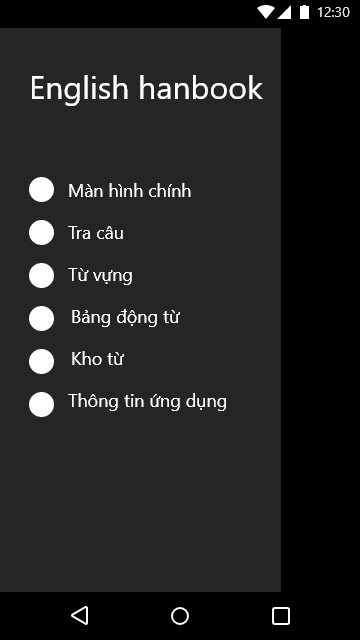 12:30
English hanbook
Màn hình chính
Tra câu
Từ vựng
Bảng động từ
Kho từ
Thông tin ứng dụng